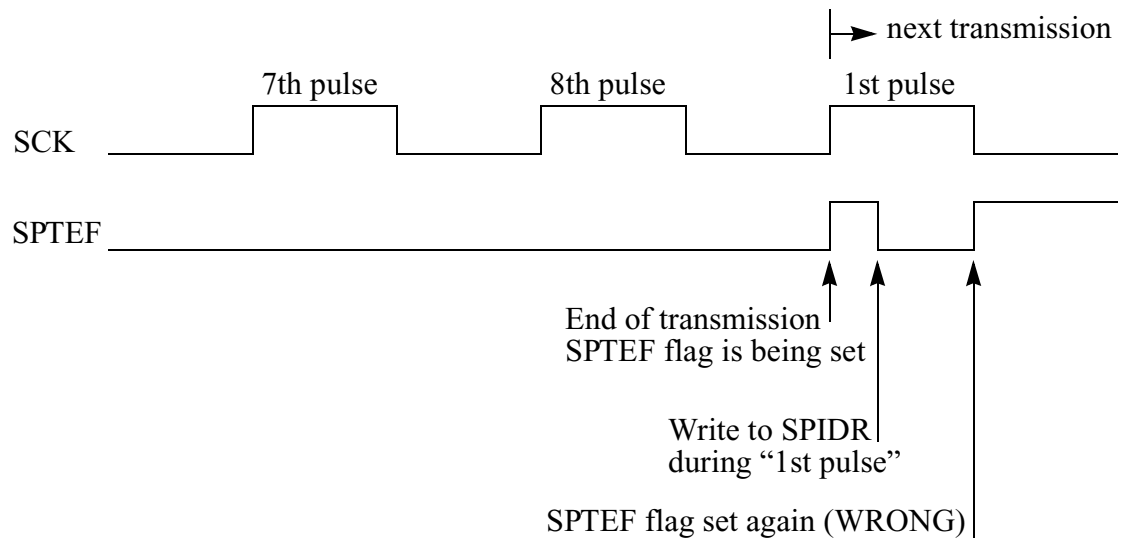 next transmission
7th pulse
8th pulse
1st pulse
SCK
SPTEF
End of transmission
SPTEF flag is being set
Write to SPIDR
during “1st pulse”
SPTEF flag set again (WRONG)